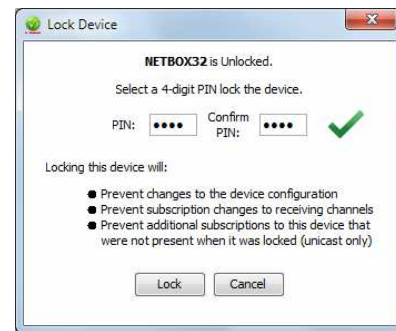 Lock Device
NETBOX32 is Unlocked.
Select a 4-digit PIN lock the device.
PIN: •••• Confirm PIN: ••••
Locking this device will:
● Prevent changes to the device configuration
● Prevent subscription changes to receiving channels
● Prevent additional subscriptions to this device that
were not present when it was locked (unicast only)
Lock Cancel